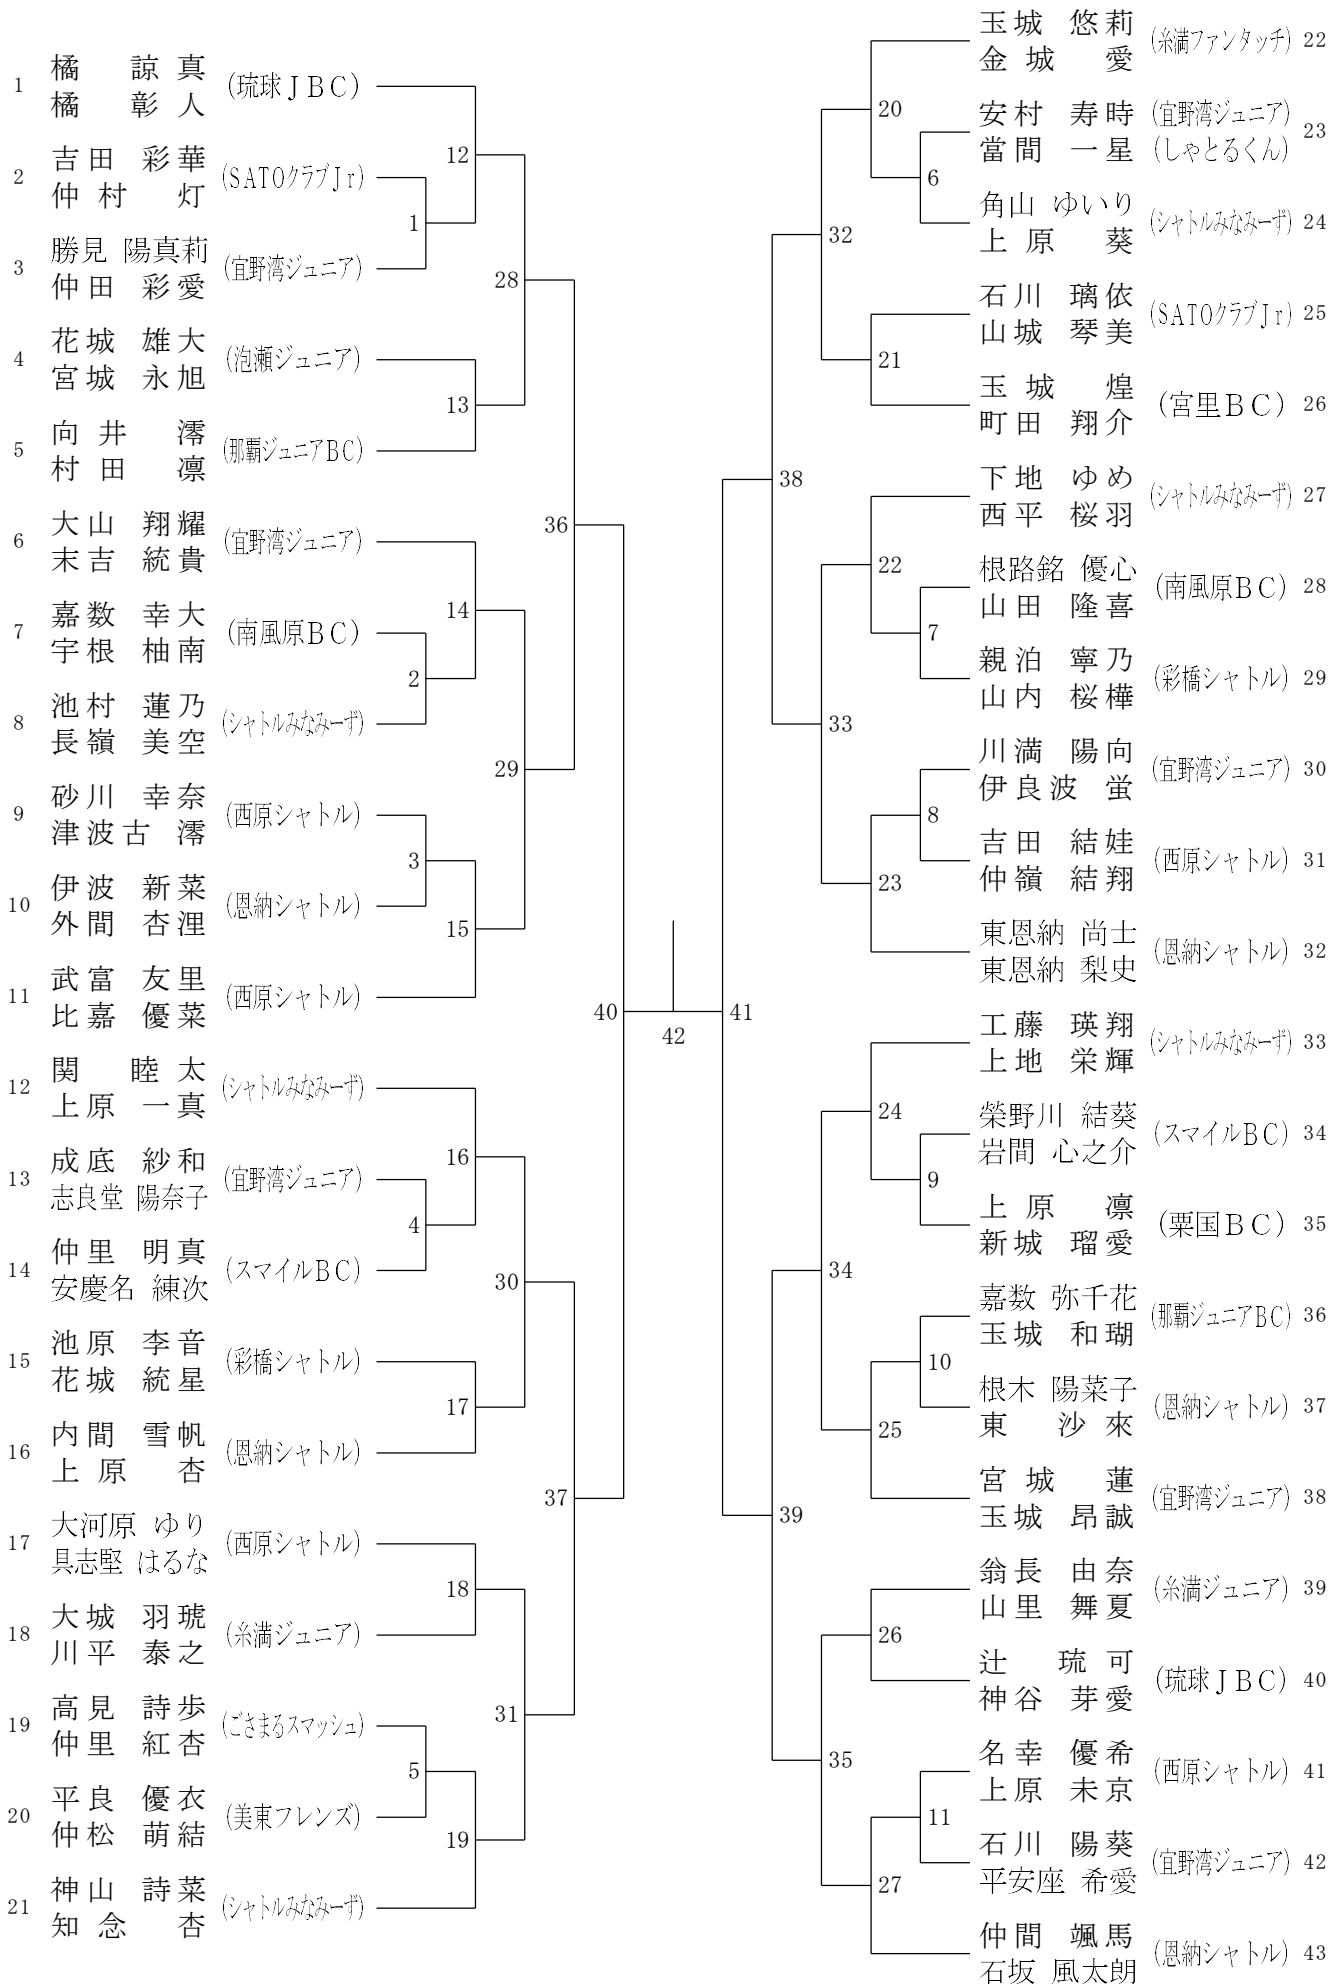 1 橘 諒真 (琉球JBC)
橘 彰人
2 吉田 彩華 (SATOクラブJr)
仲村 灯
3 勝見 陽真莉 (宜野湾ジュニア)
仲田 彩愛
4 花城 雄大 (泡瀬ジュニア)
宮城 永旭
5 向井 澪 (那覇ジュニアBC)
村田 凛
6 大山 翔耀 (宜野湾ジュニア)
末吉 統貴
7 嘉数 幸大 (南風原BC)
宇根 柚南
8 池村 蓮乃 (シャトルみなみーず)
長嶺 美空
9 砂川 幸奈 (西原シャトル)
津波古 澪
10 伊波 新菜 (恩納シャトル)
外間 杏浬
11 武富 友里 (西原シャトル)
比嘉 優菜
12 関 睦太 (シャトルみなみーず)
上原 一真
13 成底 紗和 (宜野湾ジュニア)
志良堂 陽奈子
14 仲里 明真 (スマイルBC)
安慶名 練次
15 池原 李音 (彩橋シャトル)
花城 統星
16 内間 雪帆 (恩納シャトル)
上原 杏
17 大河原 ゆり (西原シャトル)
具志堅 はるな
18 大城 羽琥 (糸満ジュニア)
川平 泰之
19 高見 詩歩 (ごさまるスマッシュ)
仲里 紅杏
20 平良 優衣 (美東フレンズ)
仲松 萌結
21 神山 詩菜 (シャトルみなみーず)
知念 杏
12
1
28
13
36
14
2
29
3
15
40
16
4
30
17
37
18
31
5
19
42
41
20
6
32
21
38
22
7
33
8
23
24
9
34
10
25
39
26
35
11
27
玉城 悠莉 (糸満ファンタッチ) 22
金城 愛
安村 寿時 (宜野湾ジュニア) 23
當間 一星 (しゃとるくん)
角山 ゆいり (シャトルみなみーず) 24
上原 葵
石川 璃依 (SATOクラブJr) 25
山城 琴美
玉城 煌 (宮里BC) 26
町田 翔介
下地 ゆめ (シャトルみなみーず) 27
西平 桜羽
根路銘 優心 (南風原BC) 28
山田 隆喜
親泊 寧乃 (彩橋シャトル) 29
山内 桜樺
川満 陽向 (宜野湾ジュニア) 30
伊良波 蛍
吉田 結娃 (西原シャトル) 31
仲嶺 結翔
東恩納 尚士 (恩納シャトル) 32
東恩納 梨史
工藤 瑛翔 (シャトルみなみーず) 33
上地 栄輝
榮野川 結葵 (スマイルBC) 34
岩間 心之介
上原 凛 (粟国BC) 35
新城 瑠愛
嘉数 弥千花 (那覇ジュニアBC) 36
玉城 和瑚
根木 陽菜子 (恩納シャトル) 37
東 沙來
宮城 蓮 (宜野湾ジュニア) 38
玉城 昂誠
翁長 由奈 (糸満ジュニア) 39
山里 舞夏
辻 琉可 (琉球JBC) 40
神谷 芽愛
名幸 優希 (西原シャトル) 41
上原 未京
石川 陽葵 (宜野湾ジュニア) 42
平安座 希愛
仲間 颯馬 (恩納シャトル) 43
石坂 風太朗